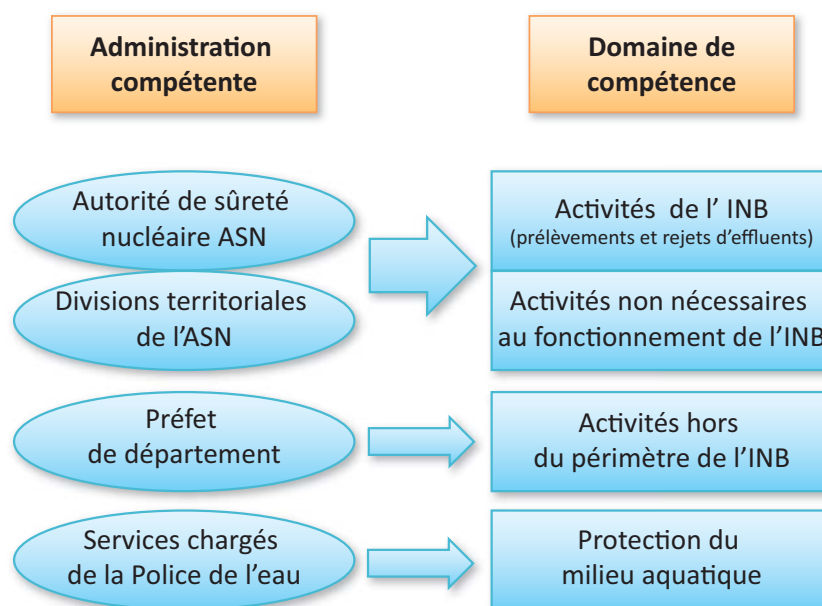 Administration
compétente
Domaine de
compétence
Autorité de sûreté
nucléaire ASN
Activités de l’ INB
(prélèvements et rejets d’effluents)
Divisions territoriales
de l’ASN
Activités non nécessaires
au fonctionnement de l’INB
Préfet
de département
Activités hors
du périmètre de l’INB
Services chargés
de la Police de l’eau
Protection du
milieu aquatique